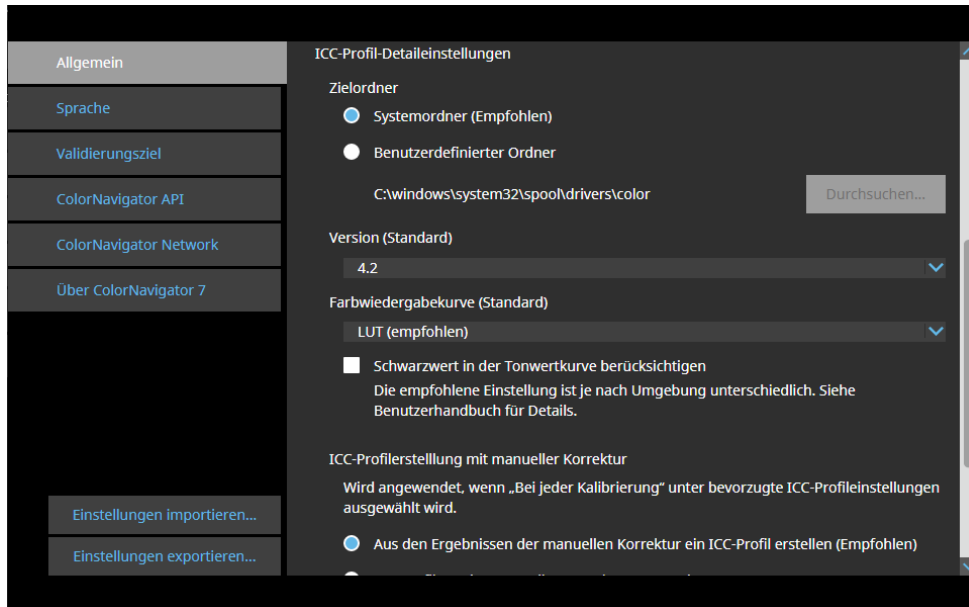 Allgemein
Sprache
Validierungsziel
ColorNavigator API
ColorNavigator Network
Über ColorNavigator 7
Einstellungen importieren...
Einstellungen exportieren...
ICC-Profil-Detaileinstellungen
Zielordner
Systemordner (Empfohlen)
Benutzerdefinierter Ordner
C:\windows\system32\spool\drivers\color
Durchsuchen...
Version (Standard)
4.2
Farbwiedergabekurve (Standard)
LUT (empfohlen)
Schwarzwert in der Tonwertkurve berücksichtigen
Die empfohlene Einstellung ist je nach Umgebung unterschiedlich. Siehe
Benutzerhandbuch für Details.
ICC-Profilerstelllung mit manueller Korrektur
Wird angewendet, wenn „Bei jeder Kalibrierung“ unter bevorzugte ICC-Profileinstellungen
ausgewählt wird.
Aus den Ergebnissen der manuellen Korrektur ein ICC-Profil erstellen (Empfohlen)